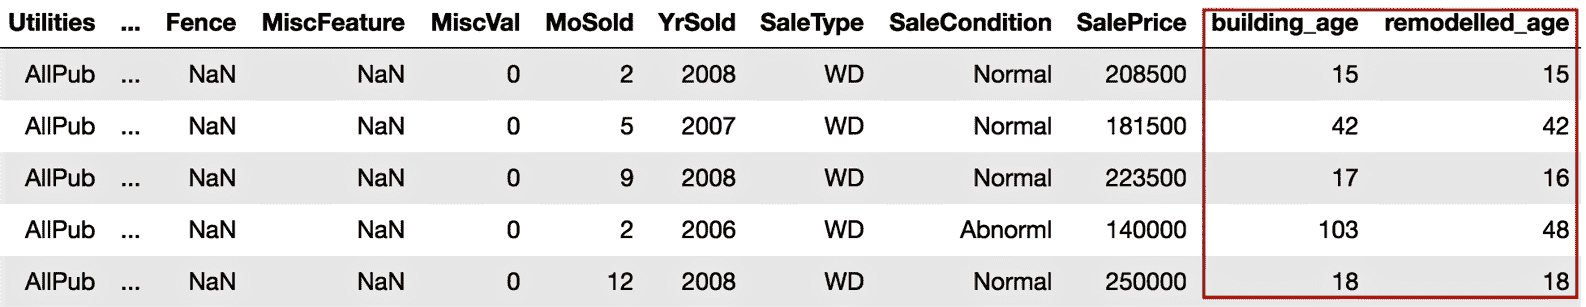 Utilities ... Fence MiscFeature MiscVal MoSold YrSold SaleType SaleCondition SalePrice building_age remodelled_age
AllPub ... NaN NaN 0 2 2008 WD Normal 208500 15 15
AllPub ... NaN NaN 0 5 2007 WD Normal 181500 42 42
AllPub ... NaN NaN 0 9 2008 WD Normal 223500 17 16
AllPub ... NaN NaN 0 2 2006 WD Abnorml 140000 103 48
AllPub ... NaN NaN 0 12 2008 WD Normal 250000 18 18